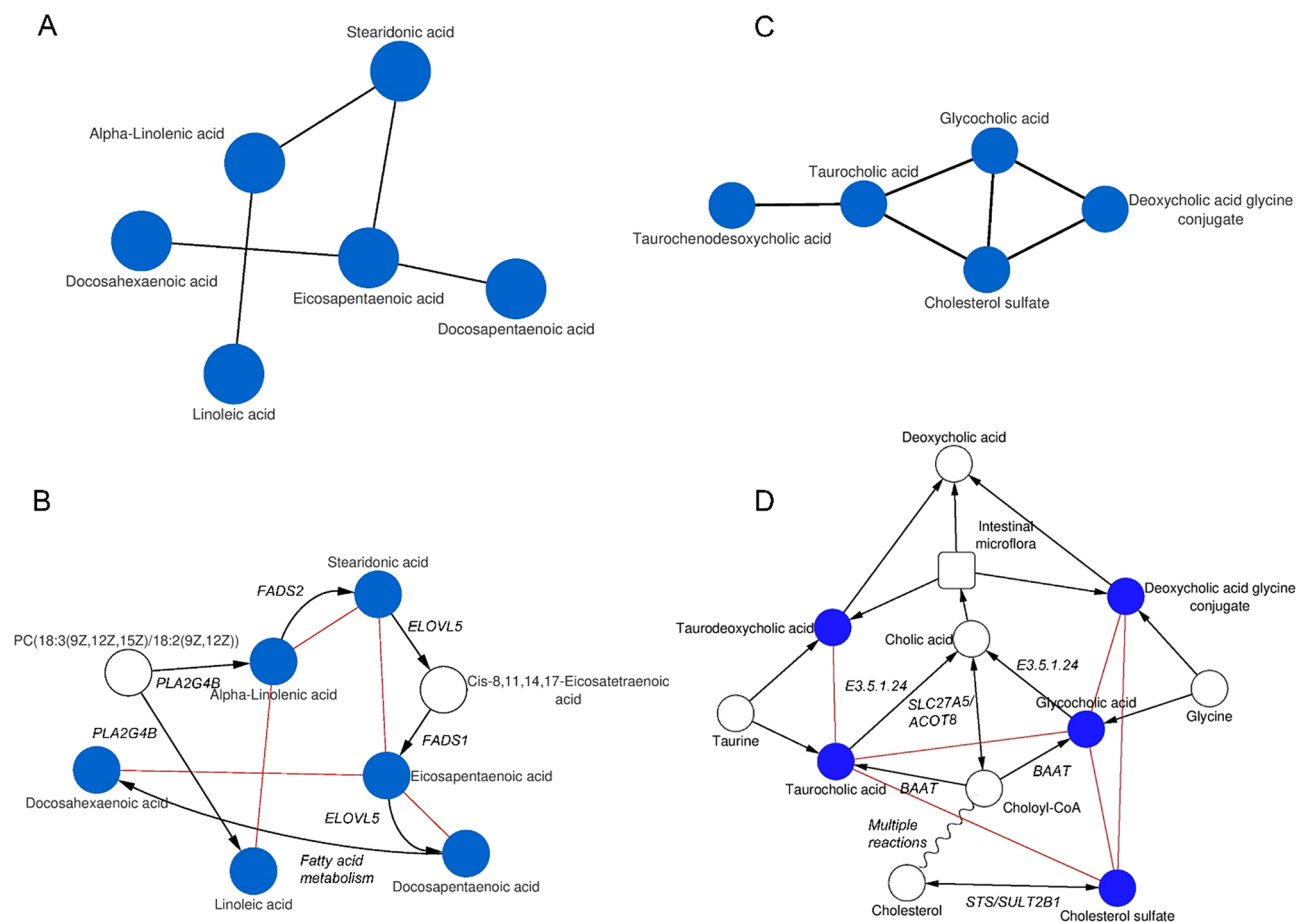 A
Stearidonic acid
Alpha-Linolenic acid
Docosahexaenoic acid
Eicosapentaenoic acid
Docosapentaenoic acid
Linoleic acid
C
Glycocholic acid
Taurocholic acid
Deoxycholic acid glycine
conjugate
Taurochenodesoxycholic acid
Cholesterol sulfate
B
Stearidonic acid
FADS2
ELOVL5
PC(18:3(9Z,12Z,15Z)/18:2(9Z,12Z))
PLA2G4B
Alpha-Linolenic acid
Cis-8,11,14,17-Eicosatetraenoic
acid
PLA2G4B
FADS1
Docosahexaenoic acid
Eicosapentaenoic acid
ELOVL5
Fatty acid
metabolism
Linoleic acid
Docosapentaenoic acid
D
Deoxycholic acid
Intestinal
microflora
Deoxycholic acid glycine
conjugate
Taurodeoxycholic acid
Cholic acid
E3.5.1.24
E3.5.1.24
SLC27A5/
ACOT8
Glycocholic acid
Glycine
Taurine
Taurocholic acid
BAAT
BAAT
Choloyl-CoA
Multiple
reactions
Cholesterol
STS/SULT2B1
Cholesterol sulfate